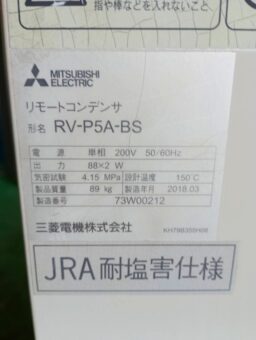 指や棒などを入れないこと
MITSUBISHI
ELECTRIC
リモートコンデンサ
形名 RV-P5A-BS
電源 単相 200V 50/60Hz
出力 88×2 W
気密試験 4.15 MPa 設計温度 150℃
製品質量 89 kg 製造年月 2018.03
製造番号 73W00212
三菱電機株式会社
KH79B355H08
JRA耐塩害仕様